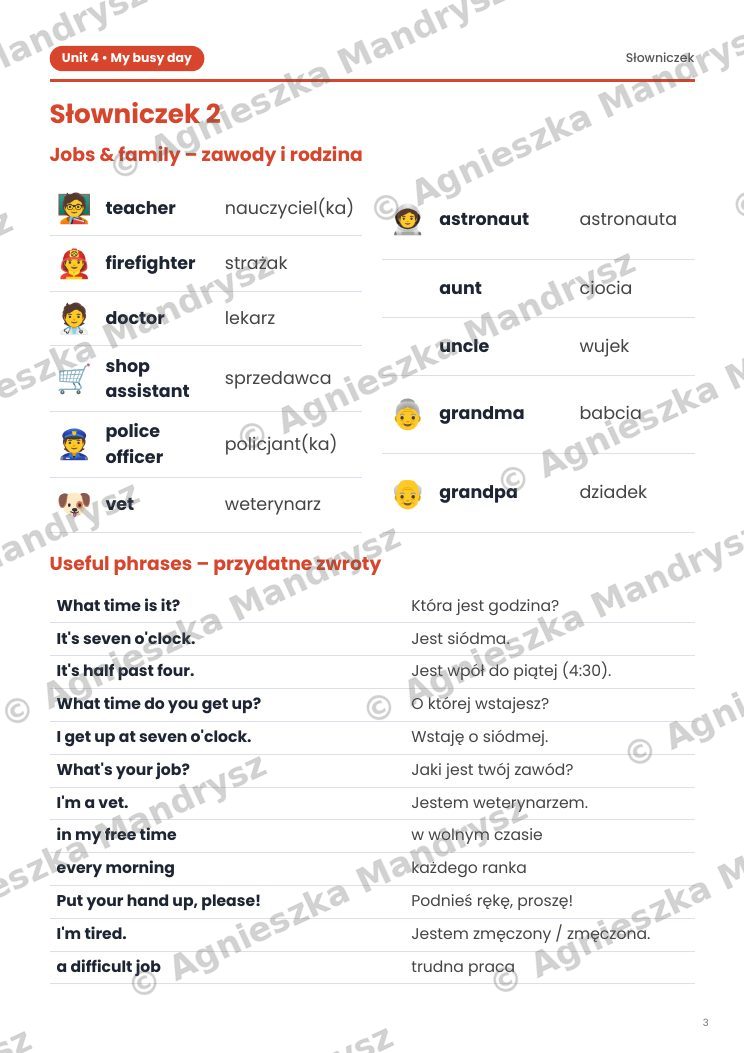 Unit 4 • My busy day
Słowniczek
Słowniczek 2
Jobs & family – zawody i rodzina
teacher nauczyciel(ka)
firefighter strażak
doctor lekarz
shop assistant sprzedawca
police officer policjant(ka)
vet weterynarz
astronaut astronauta
aunt ciocia
uncle wujek
grandma babcia
grandpa dziadek
Useful phrases – przydatne zwroty
What time is it? Która jest godzina?
It's seven o'clock. Jest siódma.
It's half past four. Jest wpół do piątej (4:30).
What time do you get up? O której wstajesz?
I get up at seven o'clock. Wstaję o siódmej.
What's your job? Jaki jest twój zawód?
I'm a vet. Jestem weterynarzem.
in my free time w wolnym czasie
every morning każdego ranka
Put your hand up, please! Podnieś rękę, proszę!
I'm tired. Jestem zmęczony / zmęczona.
a difficult job trudna praca
3
© Agnieszka Mandrysz